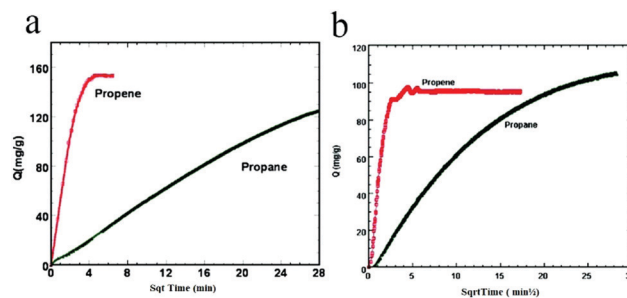 a
160
120
80
40
0
Q(mg/g)
Propene
Propane
0 4 8 12 16 20 24 28
Sqt Time (min)
b
120
100
80
60
40
20
0
Q (mg/g)
Propene
Propane
0 5 10 15 20 25
SqrtTime ( min½)